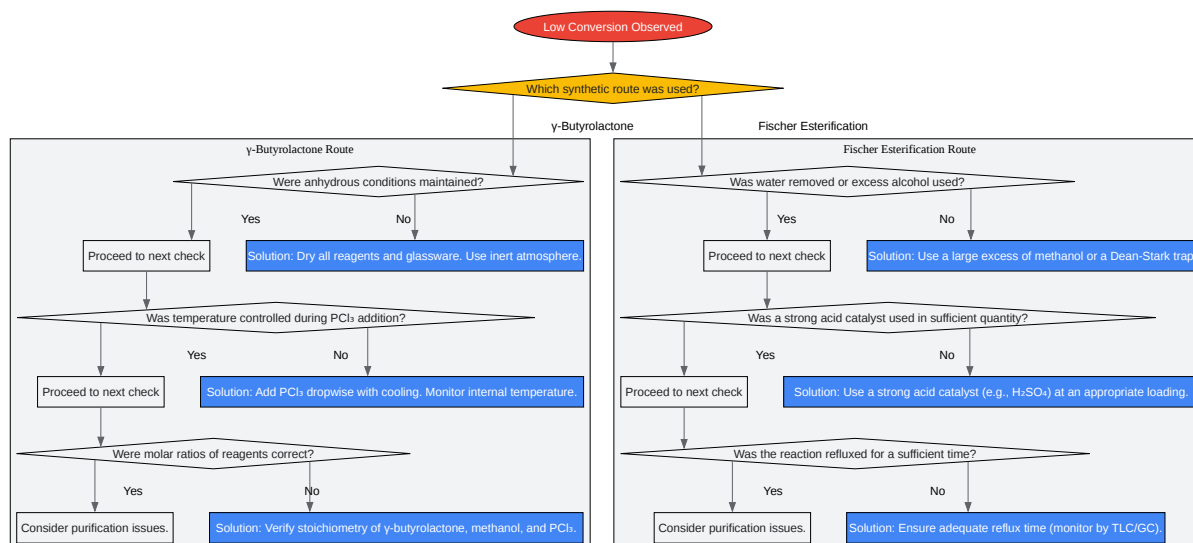 Low Conversion Observed
Which synthetic route was used?
γ-Butyrolactone
Fischer Esterification
γ-Butyrolactone Route
Were anhydrous conditions maintained?
Yes
No
Proceed to next check
Solution: Dry all reagents and glassware. Use inert atmosphere.
Was temperature controlled during PCl₃ addition?
Yes
No
Proceed to next check
Solution: Add PCl₃ dropwise with cooling. Monitor internal temperature.
Were molar ratios of reagents correct?
Yes
No
Consider purification issues.
Solution: Verify stoichiometry of γ-butyrolactone, methanol, and PCl₃.
Fischer Esterification Route
Was water removed or excess alcohol used?
Yes
No
Proceed to next check
Solution: Use a large excess of methanol or a Dean-Stark trap
Was a strong acid catalyst used in sufficient quantity?
Yes
No
Proceed to next check
Solution: Use a strong acid catalyst (e.g., H₂SO₄) at an appropriate loading.
Was the reaction refluxed for a sufficient time?
Yes
No
Consider purification issues.
Solution: Ensure adequate reflux time (monitor by TLC/GC).